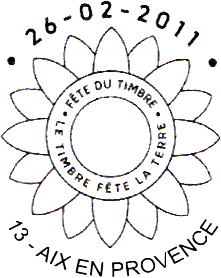 • 26-02-2011 •
• FÊTE DU TIMBRE •
LE TIMBRE FÊTE LA TERRE
13 - AIX EN PROVENCE